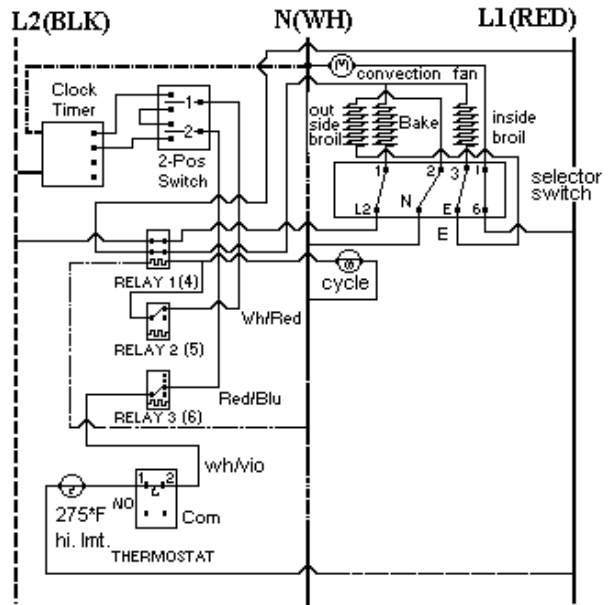 L2(BLK) N(WH) L1(RED)
Clock
Timer
1
2
2-Pos
Switch
M
convection fan
out
side
broil
Bake
inside
broil
1 2 3 1
L2 N E 6
E
selector
switch
RELAY 1 (4)
cycle
Wh/Red
RELAY 2 (5)
Red/Blu
RELAY 3 (6)
wh/vio
1 2
NO
Com
275*F
hi. lmt.
THERMOSTAT